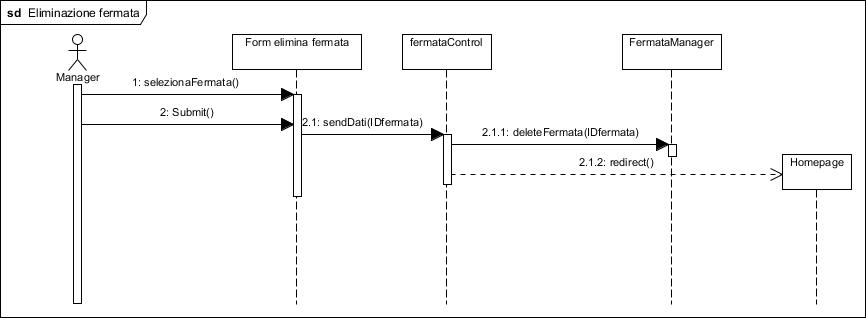 sd Eliminazione fermata
Manager
Form elimina fermata
fermataControl
FermataManager
1: selezionaFermata()
2: Submit()
2.1: sendDati(IDfermata)
2.1.1: deleteFermata(IDfermata)
2.1.2: redirect()
Homepage